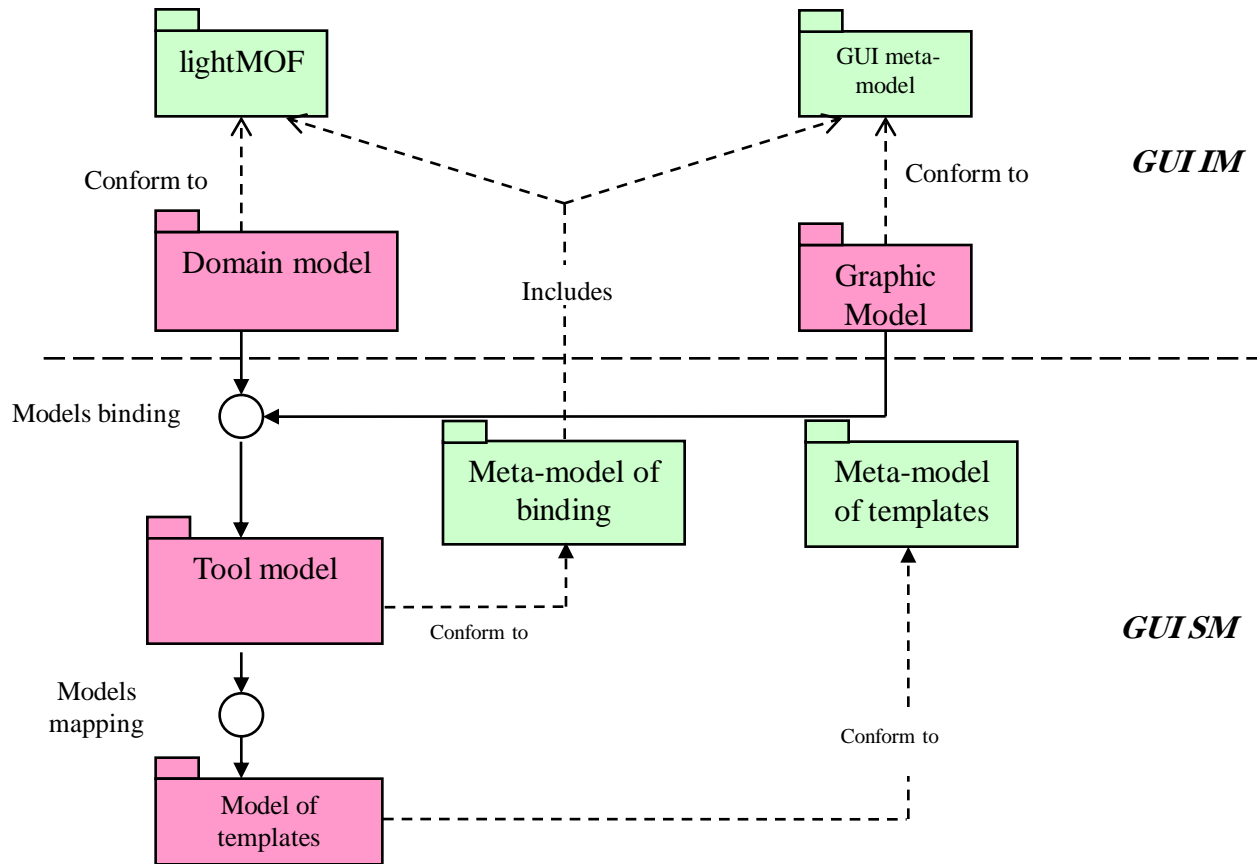 lightMOF
GUI meta-
model
Conform to
Conform to
GUI IM
Domain model
Graphic
Model
Includes
Models binding
Meta-model of
binding
Meta-model
of templates
Tool model
Conform to
GUI SM
Models
mapping
Conform to
Model of
templates